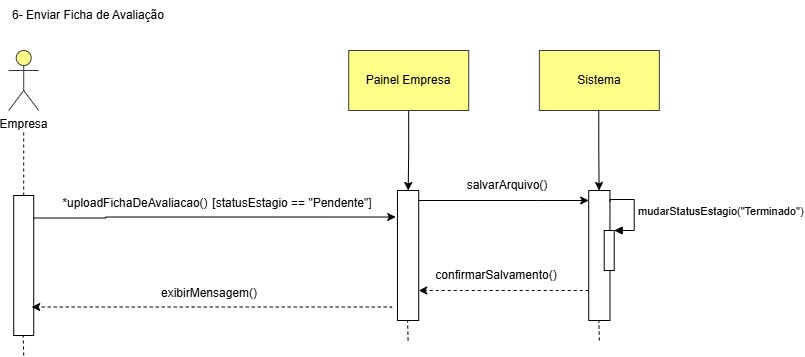 6- Enviar Ficha de Avaliação
Empresa
Painel Empresa
Sistema
*uploadFichaDeAvaliacao() [statusEstagio == "Pendente"]
salvarArquivo()
mudarStatusEstagio("Terminado")
confirmarSalvamento()
exibirMensagem()